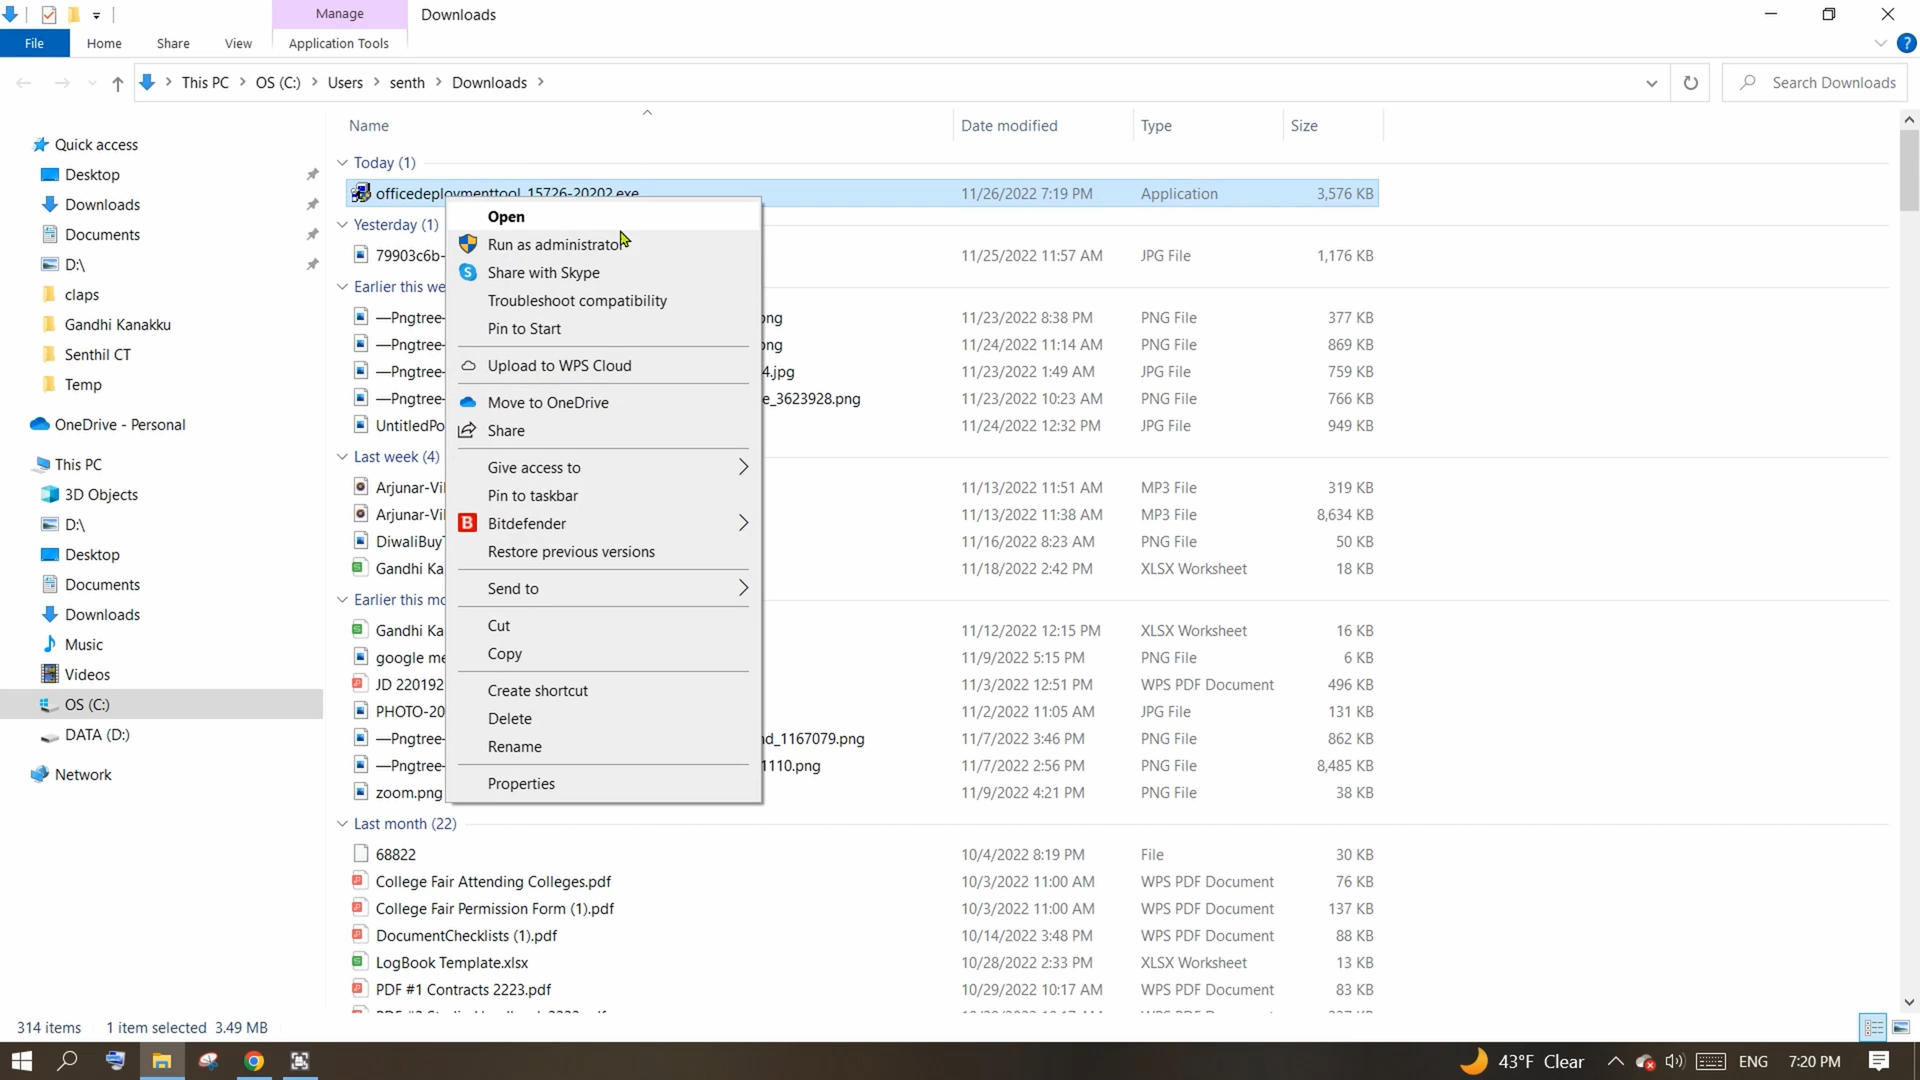 Manage
Downloads
File
Home
Share
View
Application Tools
This PC
OS (C:)
Users
senth
Downloads
Search Downloads
Name
Date modified
Type
Size
Quick access
Desktop
Downloads
Documents
D:\
claps
Gandhi Kanakku
Senthil CT
Temp
OneDrive - Personal
This PC
3D Objects
D:\
Desktop
Documents
Downloads
Music
Videos
OS (C:)
DATA (D:)
Network
Today (1)
officedeploymenttool_15726-20202.exe 11/26/2022 7:19 PM Application 3,576 KB
Yesterday (1)
79903c6b- 11/25/2022 11:57 AM JPG File 1,176 KB
Earlier this we
—Pngtree- png 11/23/2022 8:38 PM PNG File 377 KB
—Pngtree- png 11/24/2022 11:14 AM PNG File 869 KB
—Pngtree- 4.jpg 11/23/2022 1:49 AM JPG File 759 KB
—Pngtree- e_3623928.png 11/23/2022 10:23 AM PNG File 766 KB
UntitledPo 11/24/2022 12:32 PM JPG File 949 KB
Last week (4)
Arjunar-Vil 11/13/2022 11:51 AM MP3 File 319 KB
Arjunar-Vil 11/13/2022 11:38 AM MP3 File 8,634 KB
DiwaliBuy 11/16/2022 8:23 AM PNG File 50 KB
Gandhi Ka 11/18/2022 2:42 PM XLSX Worksheet 18 KB
Earlier this mo
Gandhi Ka 11/12/2022 12:15 PM XLSX Worksheet 16 KB
google me 11/9/2022 5:15 PM PNG File 6 KB
JD 220192 11/3/2022 12:51 PM WPS PDF Document 496 KB
PHOTO-20 11/2/2022 11:05 AM JPG File 131 KB
—Pngtree- nd_1167079.png 11/7/2022 3:46 PM PNG File 862 KB
—Pngtree- 1110.png 11/7/2022 2:56 PM PNG File 8,485 KB
zoom.png 11/9/2022 4:21 PM PNG File 38 KB
Last month (22)
68822 10/4/2022 8:19 PM File 30 KB
College Fair Attending Colleges.pdf 10/3/2022 11:00 AM WPS PDF Document 76 KB
College Fair Permission Form (1).pdf 10/3/2022 11:00 AM WPS PDF Document 137 KB
DocumentChecklists (1).pdf 10/14/2022 3:48 PM WPS PDF Document 88 KB
LogBook Template.xlsx 10/28/2022 2:33 PM XLSX Worksheet 13 KB
PDF #1 Contracts 2223.pdf 10/29/2022 10:17 AM WPS PDF Document 83 KB
Open
Run as administrator
Share with Skype
Troubleshoot compatibility
Pin to Start
Upload to WPS Cloud
Move to OneDrive
Share
Give access to
Pin to taskbar
Bitdefender
Restore previous versions
Send to
Cut
Copy
Create shortcut
Delete
Rename
Properties
314 items 1 item selected 3.49 MB
43°F Clear
ENG
7:20 PM